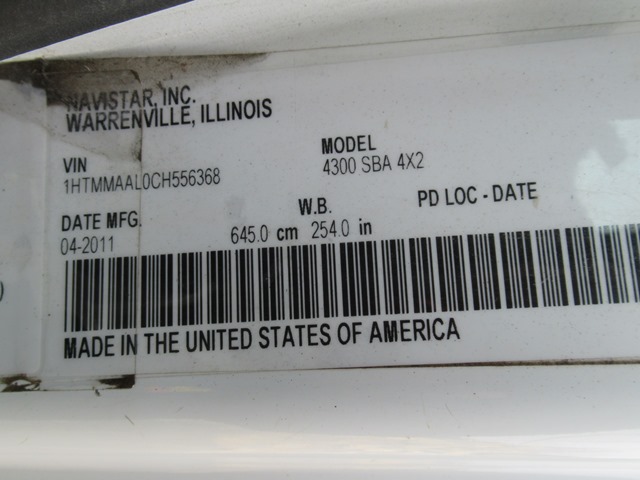 NAVISTAR, INC.
WARRENVILLE, ILLINOIS
VIN MODEL
1HTMMAAL0CH556368 4300 SBA 4X2
DATE MFG. W.B. PD LOC - DATE
04-2011 645.0 cm 254.0 in
MADE IN THE UNITED STATES OF AMERICA